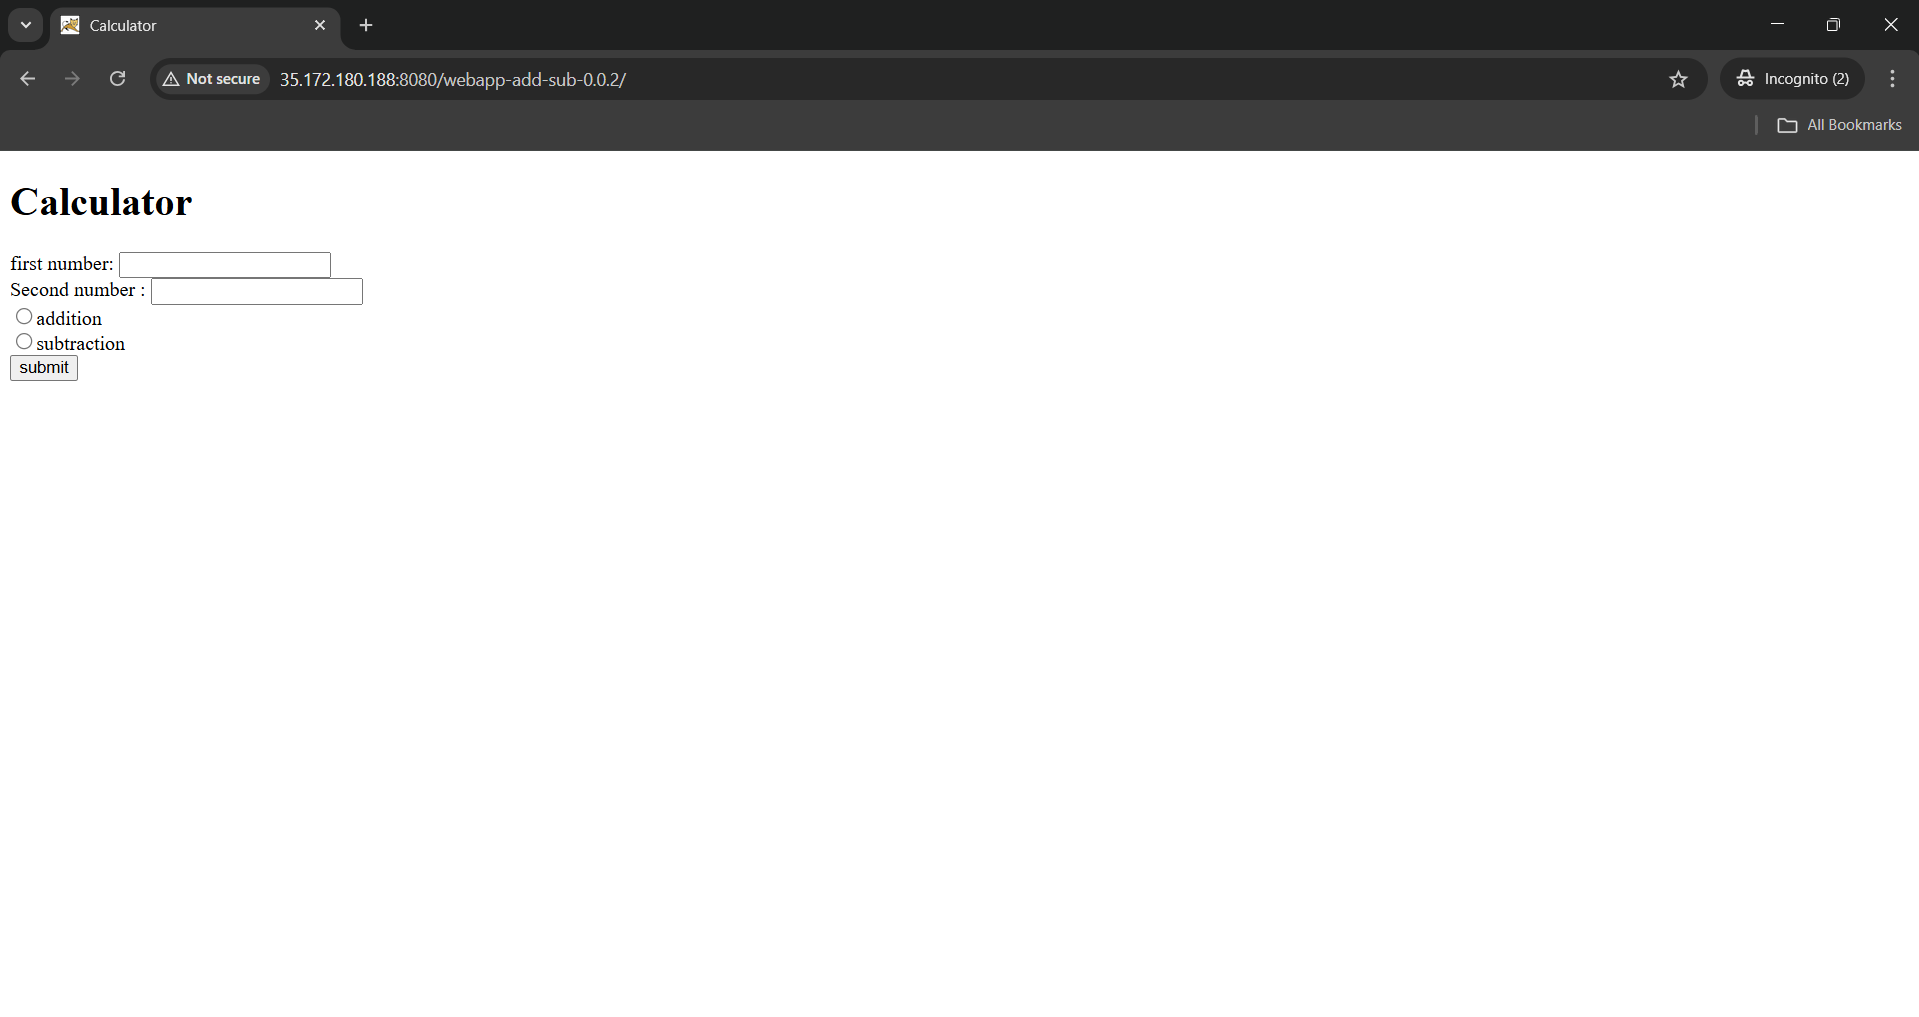 Calculator
Not secure 35.172.180.188:8080/webapp-add-sub-0.0.2/ Incognito (2)
All Bookmarks
Calculator
first number:
Second number :
addition
subtraction
submit